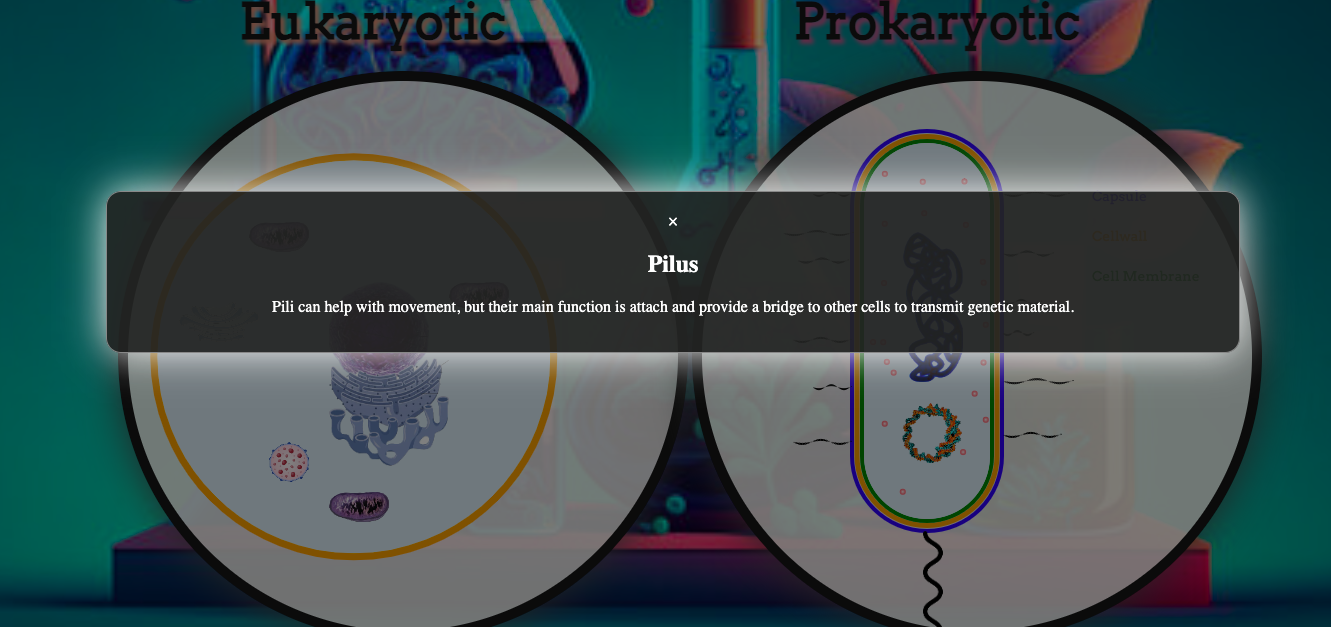 Eukaryotic
Prokaryotic
Capsule
Cellwall
Cell Membrane
×
Pilus
Pili can help with movement, but their main function is attach and provide a bridge to other cells to transmit genetic material.